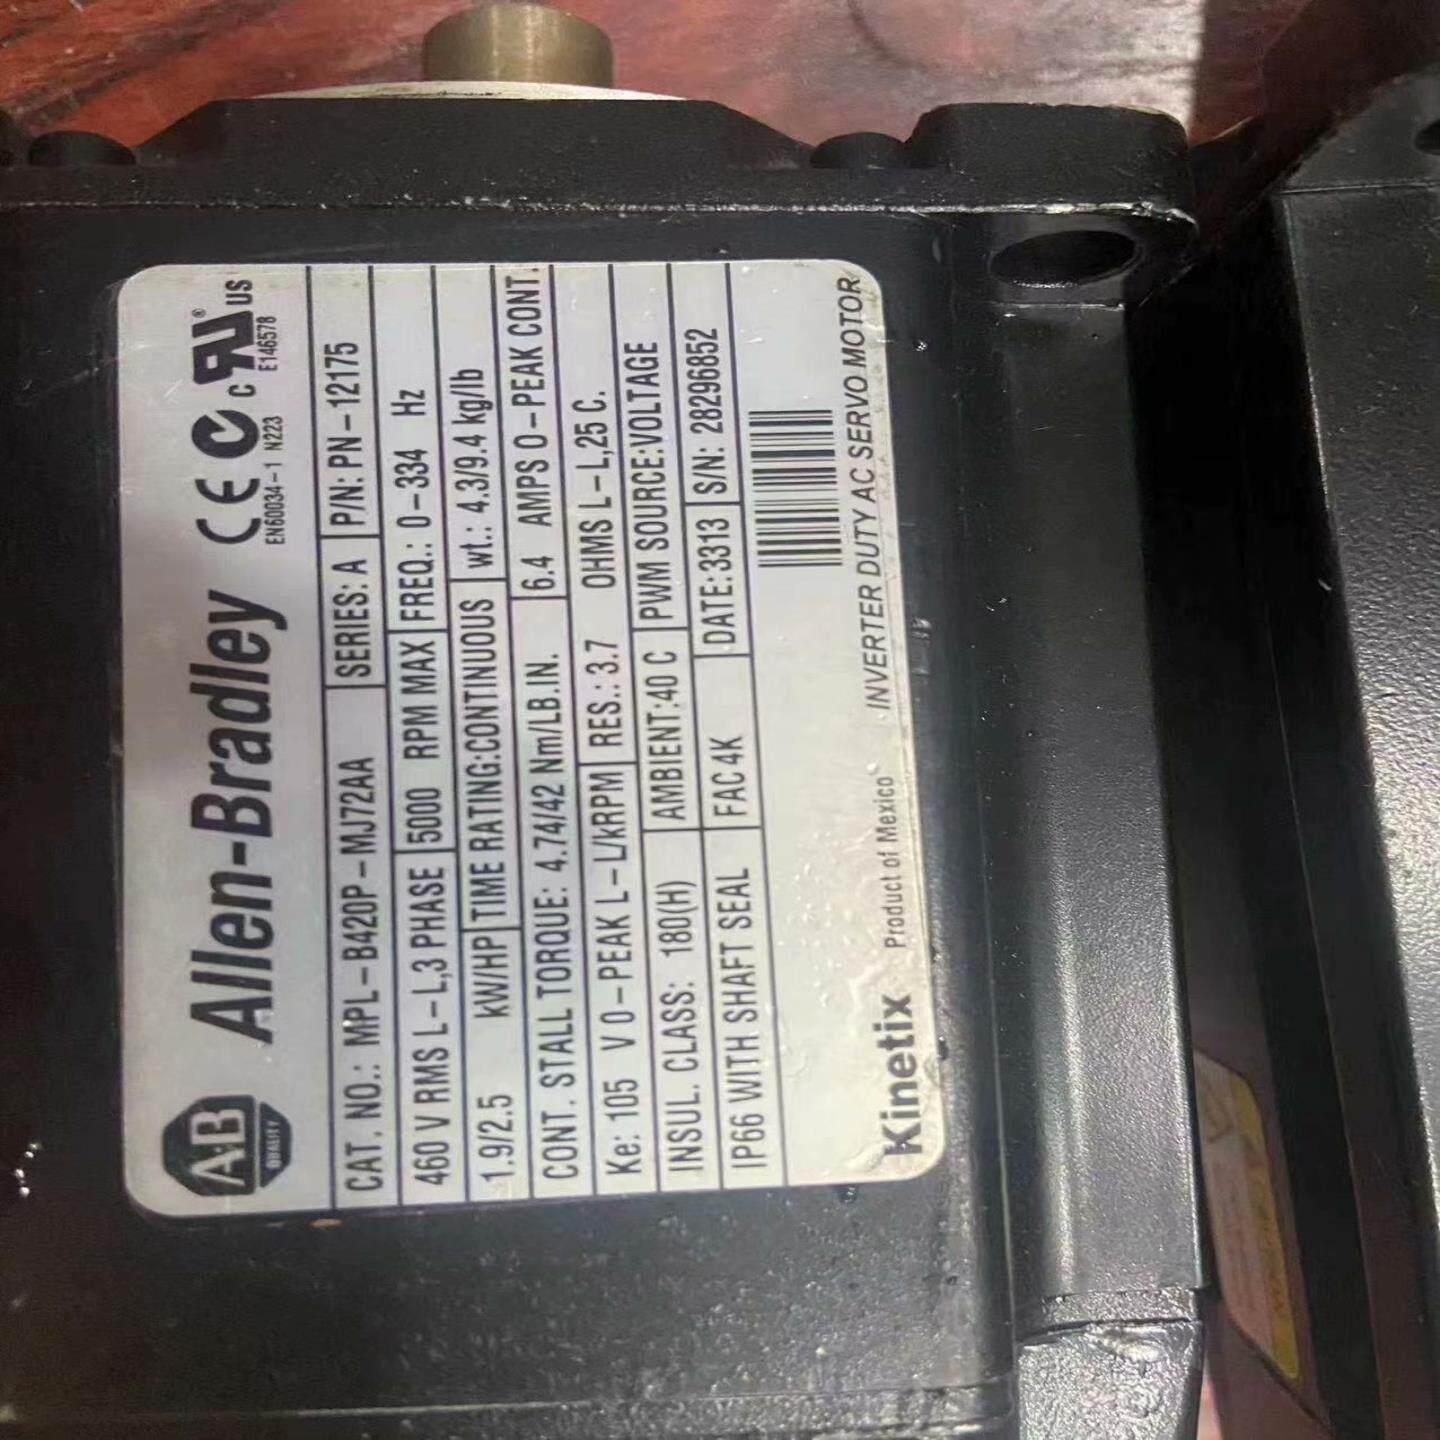 A-B
QUALITY
Allen-Bradley
CE
EN60034-1 N223
c RU® US
E146578
CAT. NO.: MPL-B420P-MJ72AA SERIES: A P/N: PN-12175
460 V RMS L-L,3 PHASE 5000 RPM MAX FREQ.: 0-334 Hz
1.9/2.5 KW/HP TIME RATING:CONTINUOUS wt.: 4.3/9.4 kg/lb
CONT. STALL TORQUE: 4.74/42 Nm/LB.IN. 6.4 AMPS 0-PEAK CONT.
Ke: 105 V 0-PEAK L-L/KRPM RES.: 3.7 OHMS L-L,25 C.
INSUL. CLASS: 180(H) AMBIENT:40 C PWM SOURCE:VOLTAGE
IP66 WITH SHAFT SEAL FAC4K DATE:3313 S/N: 28296852
Kinetix Product of Mexico INVERTER DUTY AC SERVO MOTOR